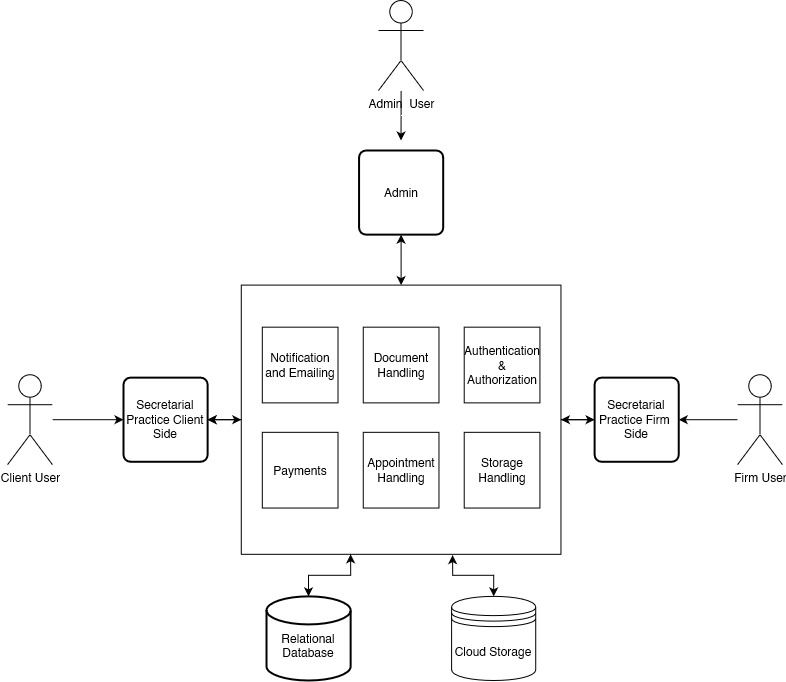 Admin User
Admin
Notification
and Emailing
Document
Handling
Authentication
&
Authorization
Secretarial
Practice Client
Side
Secretarial
Practice Firm
Side
Client User
Firm User
Payments
Appointment
Handling
Storage
Handling
Relational
Database
Cloud Storage